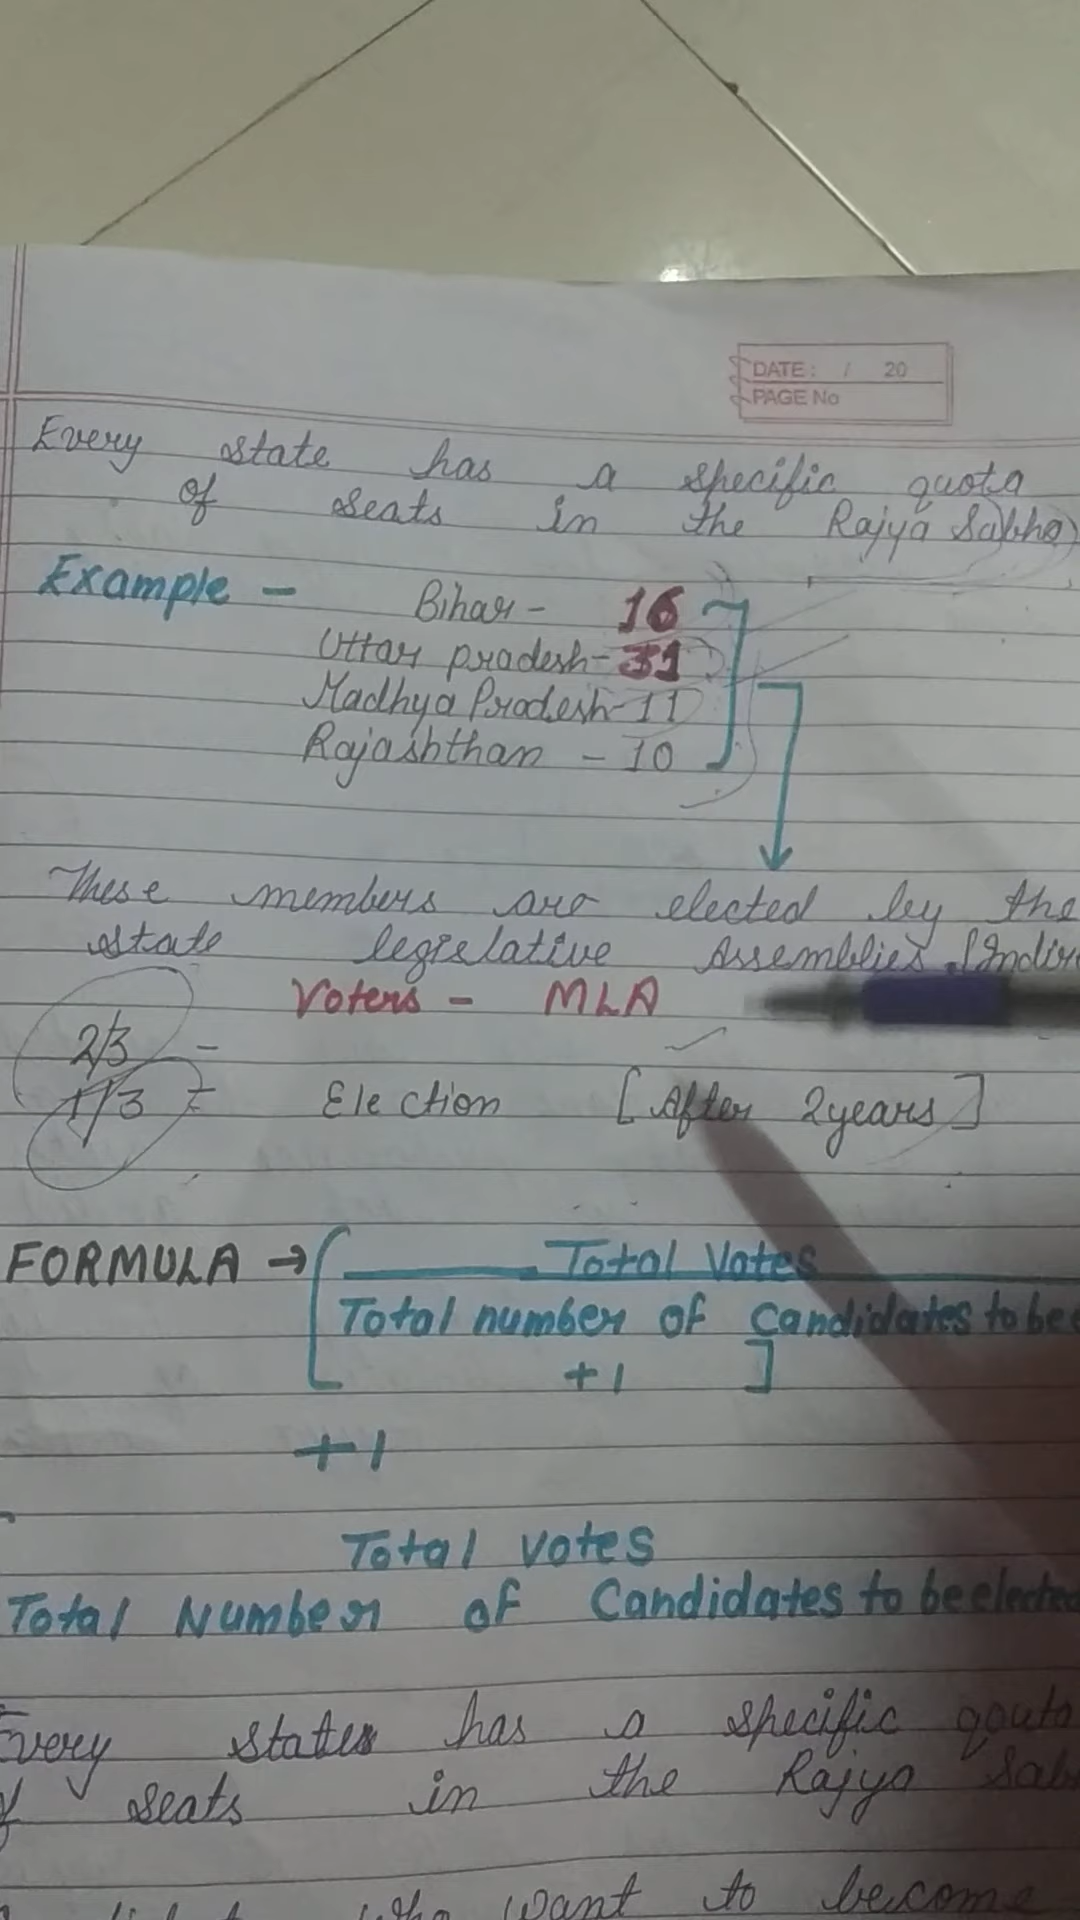 DATE: / 20
PAGE No
Every state has a specific quota
of seats in the Rajya Sabha
Example - Bihar - 16
Uttar pradesh - 31
Madhya Pradesh - 11
Rajashthan - 10
These members are elected by the
state legislative Assemblies
Voters - MLA
2/3 -
1/3 - Election [After 2years]
FORMULA → [ Total Votes
Total number of candidates to be
+1 ]
+1
Total votes
Total Number of Candidates to be elected
Every states has a specific qouta
seats in the Rajya
want to become